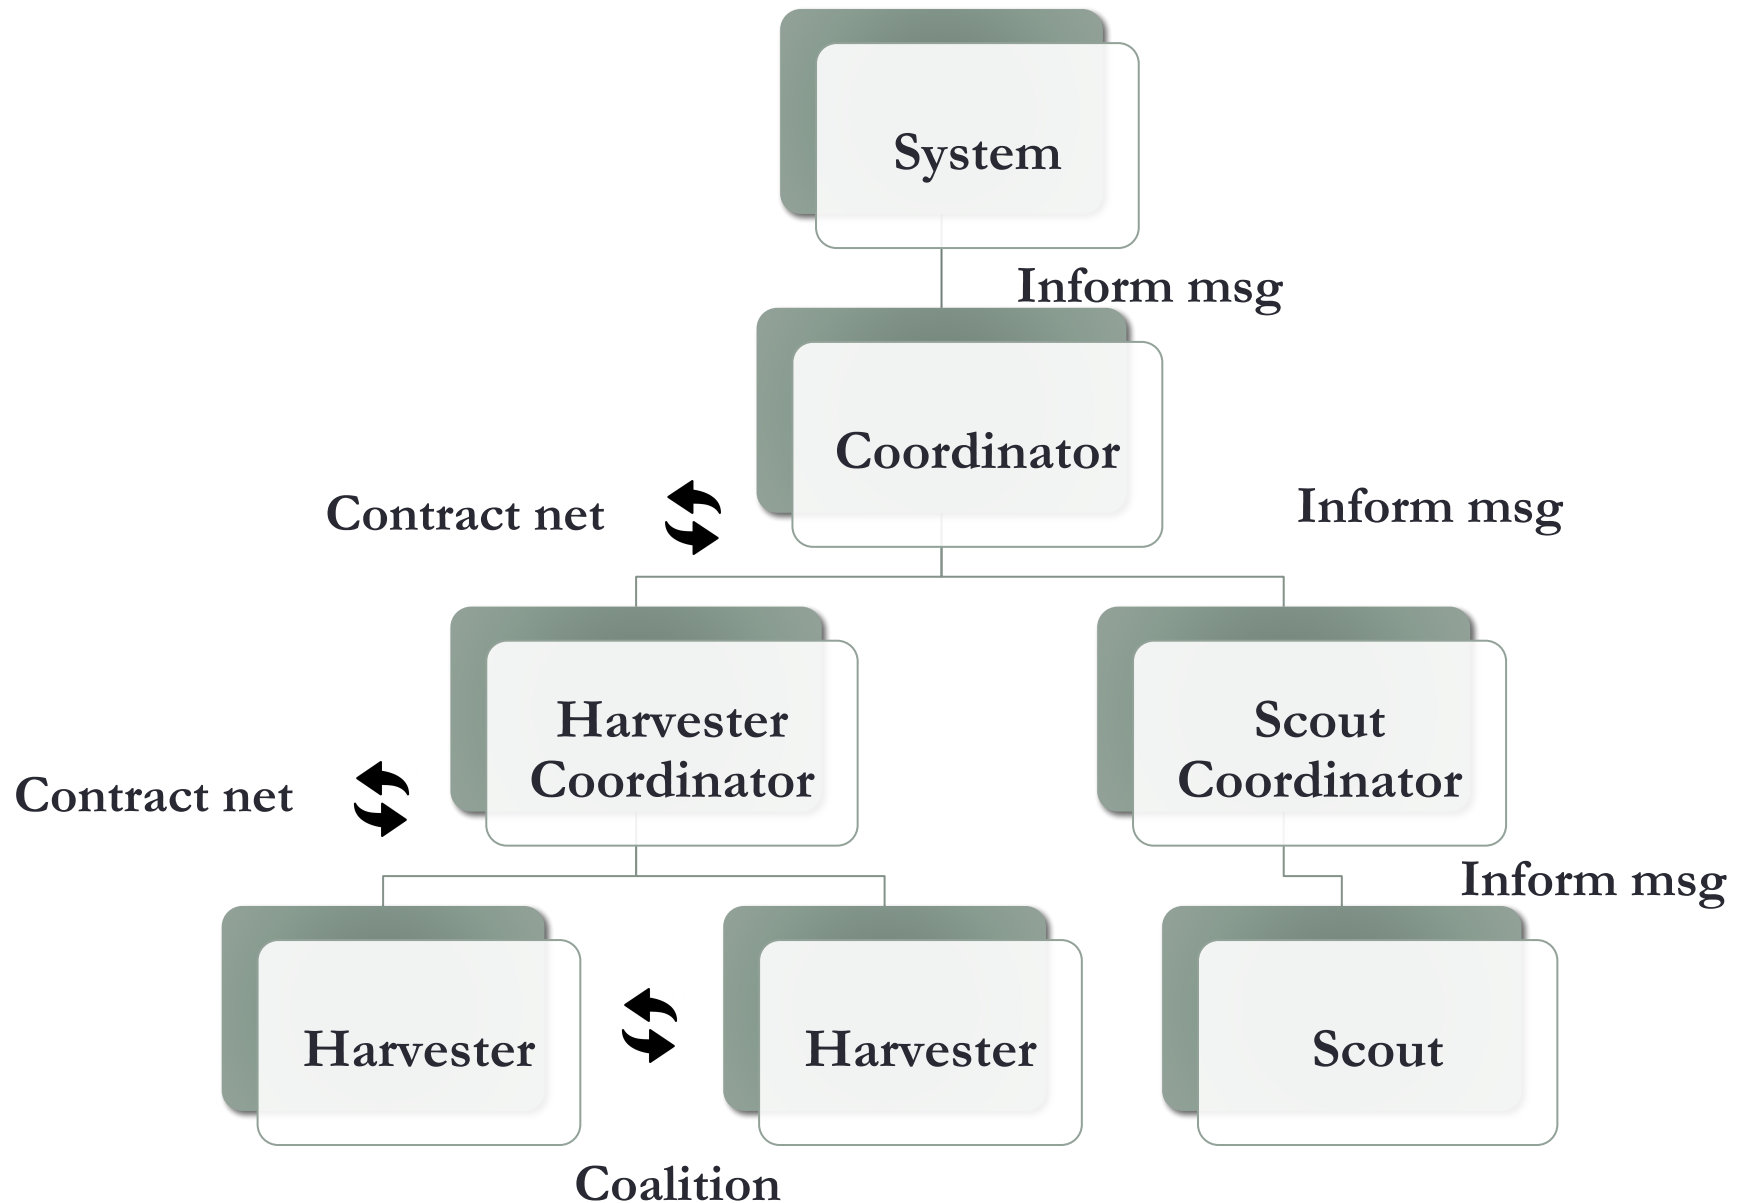 System
Inform msg
Coordinator
Contract net
Inform msg
Harvester
Coordinator
Scout
Coordinator
Contract net
Inform msg
Harvester
Harvester
Scout
Coalition